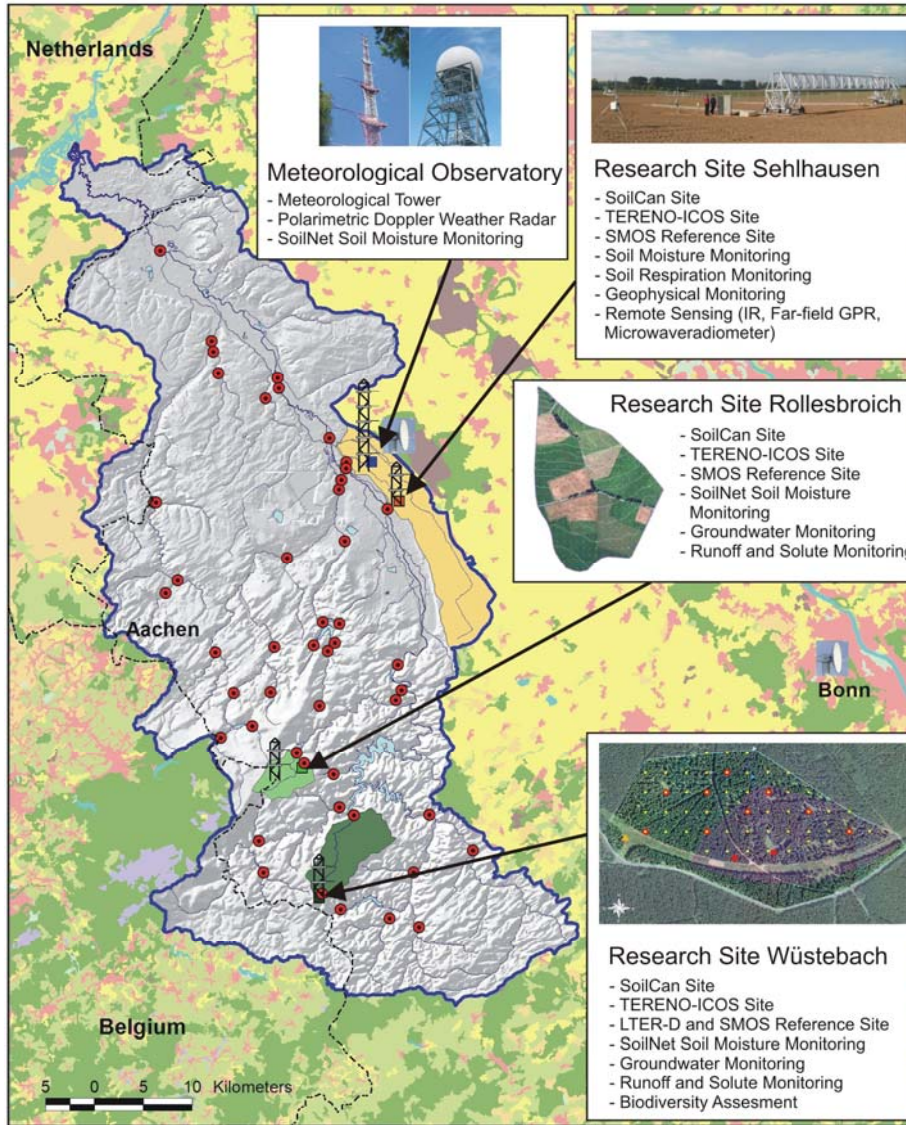 Netherlands
Meteorological Observatory
- Meteorological Tower
- Polarimetric Doppler Weather Radar
- SoilNet Soil Moisture Monitoring
Research Site Sehlhausen
- SoilCan Site
- TERENO-ICOS Site
- SMOS Reference Site
- Soil Moisture Monitoring
- Soil Respiration Monitoring
- Geophysical Monitoring
- Remote Sensing (IR, Far-field GPR,
Microwaveradiometer)
Research Site Rollesbroich
- SoilCan Site
- TERENO-ICOS Site
- SMOS Reference Site
- SoilNet Soil Moisture
Monitoring
- Groundwater Monitoring
- Runoff and Solute Monitoring
Aachen
Bonn
Research Site Wüstebach
- SoilCan Site
- TERENO-ICOS Site
- LTER-D and SMOS Reference Site
- SoilNet Soil Moisture Monitoring
- Groundwater Monitoring
- Runoff and Solute Monitoring
- Biodiversity Assesment
Belgium
5 0 5 10 Kilometers